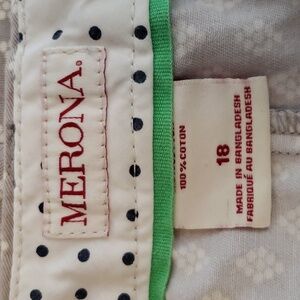 MERONA®
100% COTTON
18
MADE IN BANGLADESH
FABRIQUÉ AU BANGLADESH